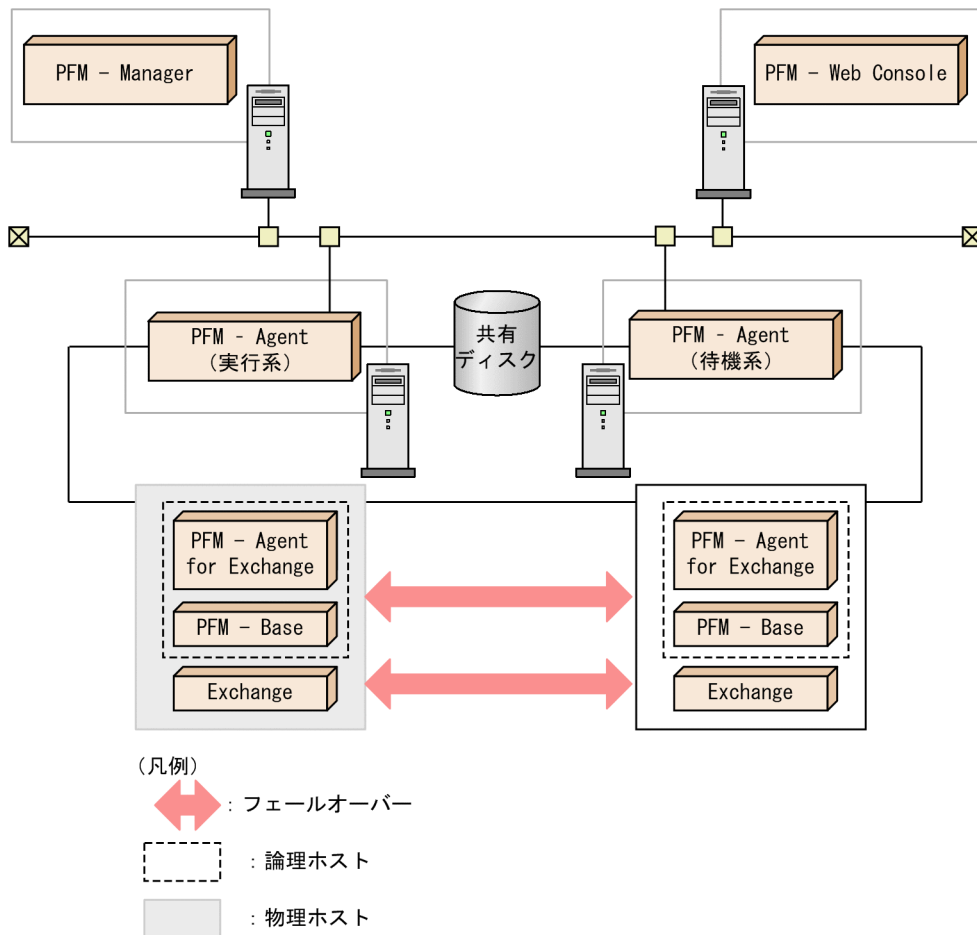 PFM － Manager
PFM － Web Console
PFM － Agent
（実行系）
共有
ディスク
PFM － Agent
（待機系）
PFM － Agent
for Exchange
PFM － Base
Exchange
PFM － Agent
for Exchange
PFM － Base
Exchange
（凡例）
：フェールオーバー
：論理ホスト
：物理ホスト